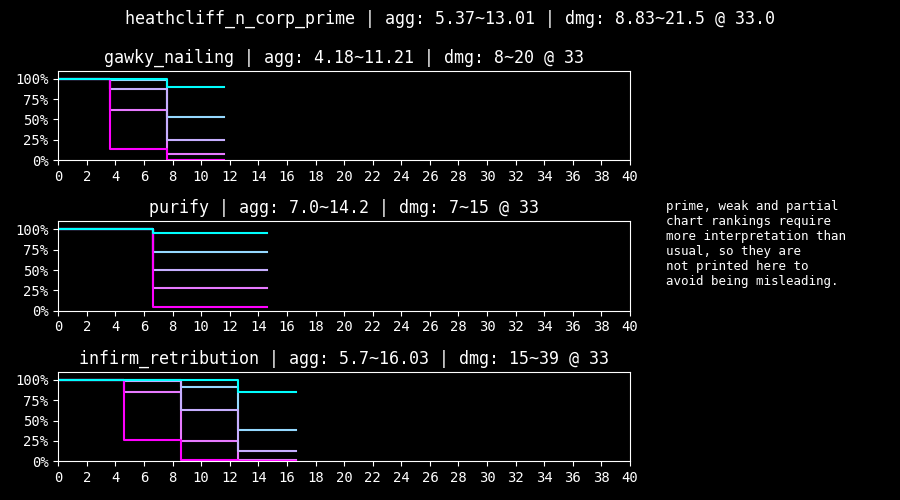 heathcliff_n_corp_prime | agg: 5.37~13.01 | dmg: 8.83~21.5 @ 33.0
gawky_nailing | agg: 4.18~11.21 | dmg: 8~20 @ 33
100%
75%
50%
25%
0%
0 2 4 6 8 10 12 14 16 18 20 22 24 26 28 30 32 34 36 38 40
purify | agg: 7.0~14.2 | dmg: 7~15 @ 33
100%
75%
50%
25%
0%
0 2 4 6 8 10 12 14 16 18 20 22 24 26 28 30 32 34 36 38 40
prime, weak and partial
chart rankings require
more interpretation than
usual, so they are
not printed here to
avoid being misleading.
infirm_retribution | agg: 5.7~16.03 | dmg: 15~39 @ 33
100%
75%
50%
25%
0%
0 2 4 6 8 10 12 14 16 18 20 22 24 26 28 30 32 34 36 38 40